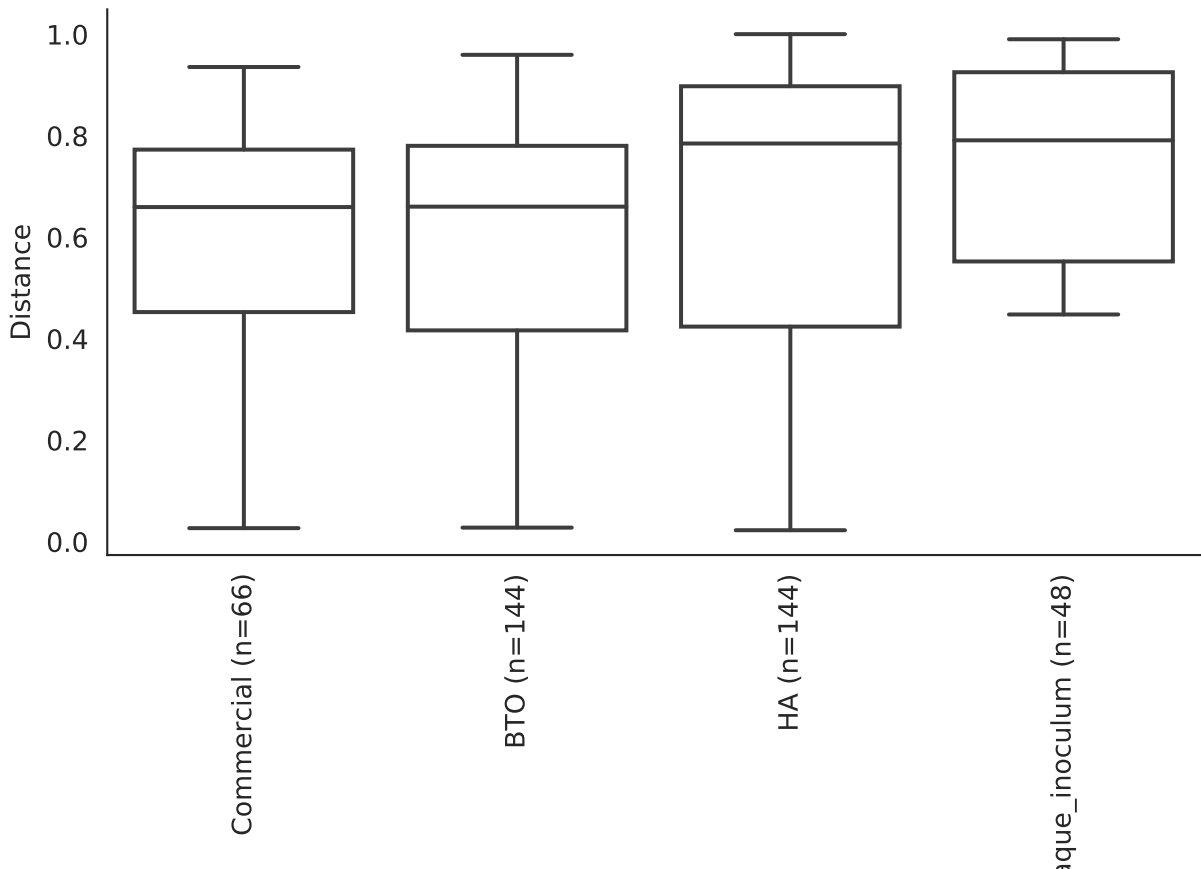 1.0
0.8
0.6
0.4
0.2
0.0
Distance
Commercial (n=66)
BTO (n=144)
HA (n=144)
aque_inoculum (n=48)